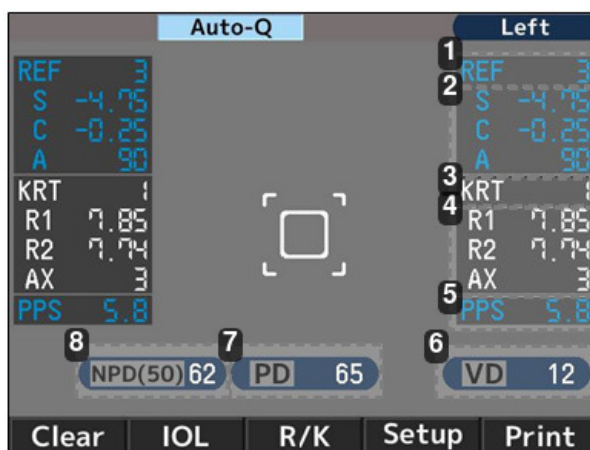 Auto-Q Left
1
REF 3 REF 3
2
S -4.75 S -4.75
C -0.25 C -0.25
A 90 A 90
3
KRT 1 KRT 1
4
R1 7.85 R1 7.85
R2 7.74 R2 7.74
AX 3 AX 3
5
PPS 5.8 PPS 5.8
8 7 6
NPD(50) 62 PD 65 VD 12
Clear IOL R/K Setup Print